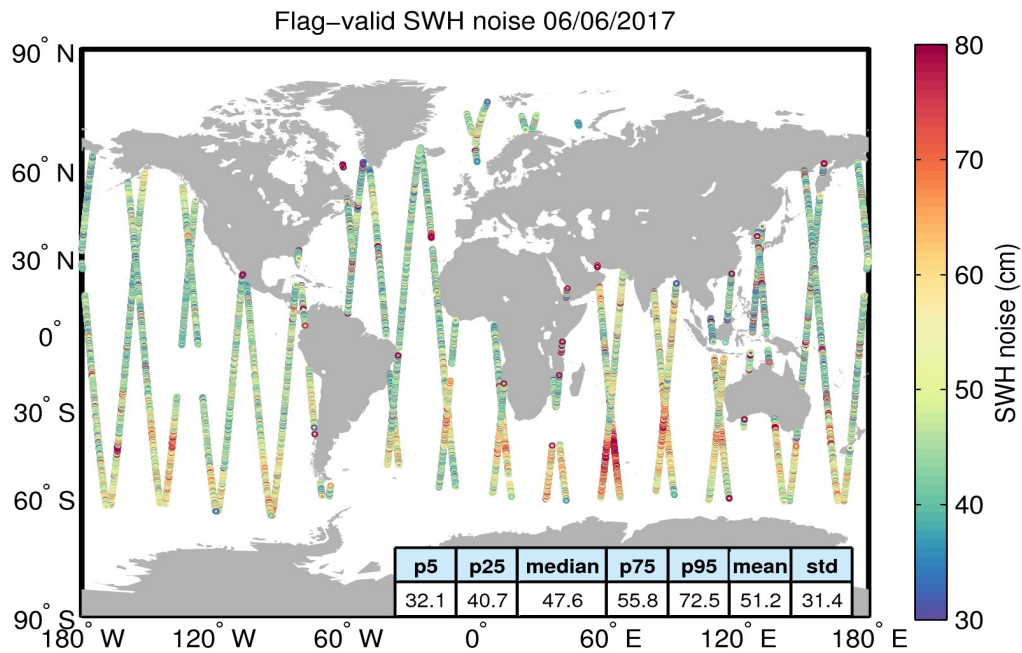 Flag−valid SWH noise 06/06/2017
90° N
60° N
30° N
0°
30° S
60° S
90° S
180° W
120° W
60° W
0°
60° E
120° E
180° E
80
70
60
50
40
30
SWH noise (cm)
p5 p25 median p75 p95 mean std
32.1 40.7 47.6 55.8 72.5 51.2 31.4